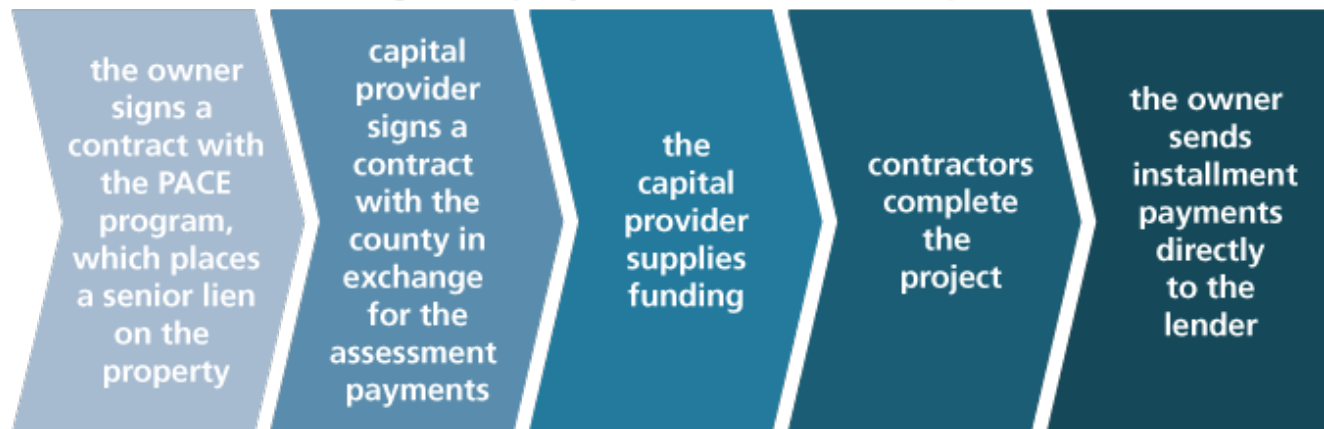 the owner
signs a
contract with
the PACE
program,
which places
a senior lien
on the
property
capital
provider
signs a
contract
with the
county in
exchange
for the
assessment
payments
the
capital
provider
supplies
funding
contractors
complete
the
project
the owner
sends
installment
payments
directly
to the
lender